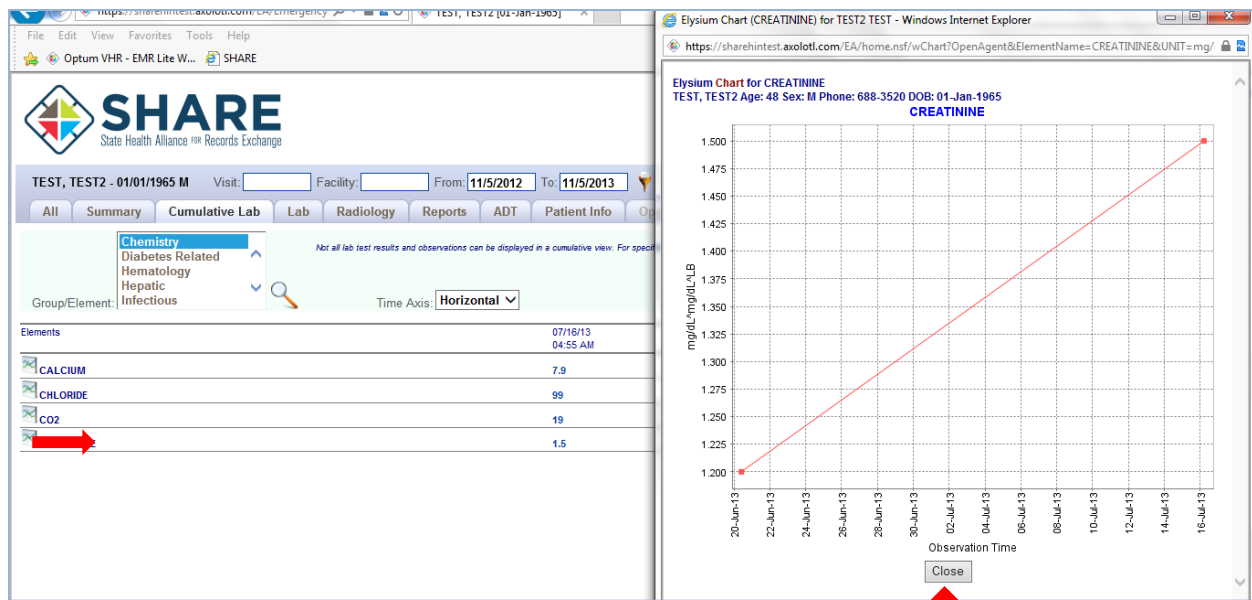 TEST, TEST2 [01-Jan-1965]
File Edit View Favorites Tools Help
Optum VHR - EMR Lite W... SHARE
SHARE
State Health Alliance FOR Records Exchange
TEST, TEST2 - 01/01/1965 M Visit: Facility: From: 11/5/2012 To: 11/5/2013
All Summary Cumulative Lab Lab Radiology Reports ADT Patient Info Op
Chemistry
Diabetes Related
Hematology
Hepatic
Infectious
Not all lab test results and observations can be displayed in a cumulative view. For specif
Group/Element:
Time Axis: Horizontal
Elements 07/16/13
04:55 AM
CALCIUM 7.9
CHLORIDE 99
CO2 19
E 1.5
Elysium Chart (CREATININE) for TEST2 TEST - Windows Internet Explorer
https://sharehintest.axolotl.com/EA/home.nsf/wChart?OpenAgent&ElementName=CREATININE&UNIT=mg/
Elysium Chart for CREATININE
TEST, TEST2 Age: 48 Sex: M Phone: 688-3520 DOB: 01-Jan-1965
CREATININE
1.500
1.475
1.450
1.425
1.400
1.375
1.350
1.325
1.300
1.275
1.250
1.225
1.200
mg/dL^mg/dL^LB
20-Jun-13
22-Jun-13
24-Jun-13
26-Jun-13
28-Jun-13
30-Jun-13
02-Jul-13
04-Jul-13
06-Jul-13
08-Jul-13
10-Jul-13
12-Jul-13
14-Jul-13
16-Jul-13
Observation Time
Close